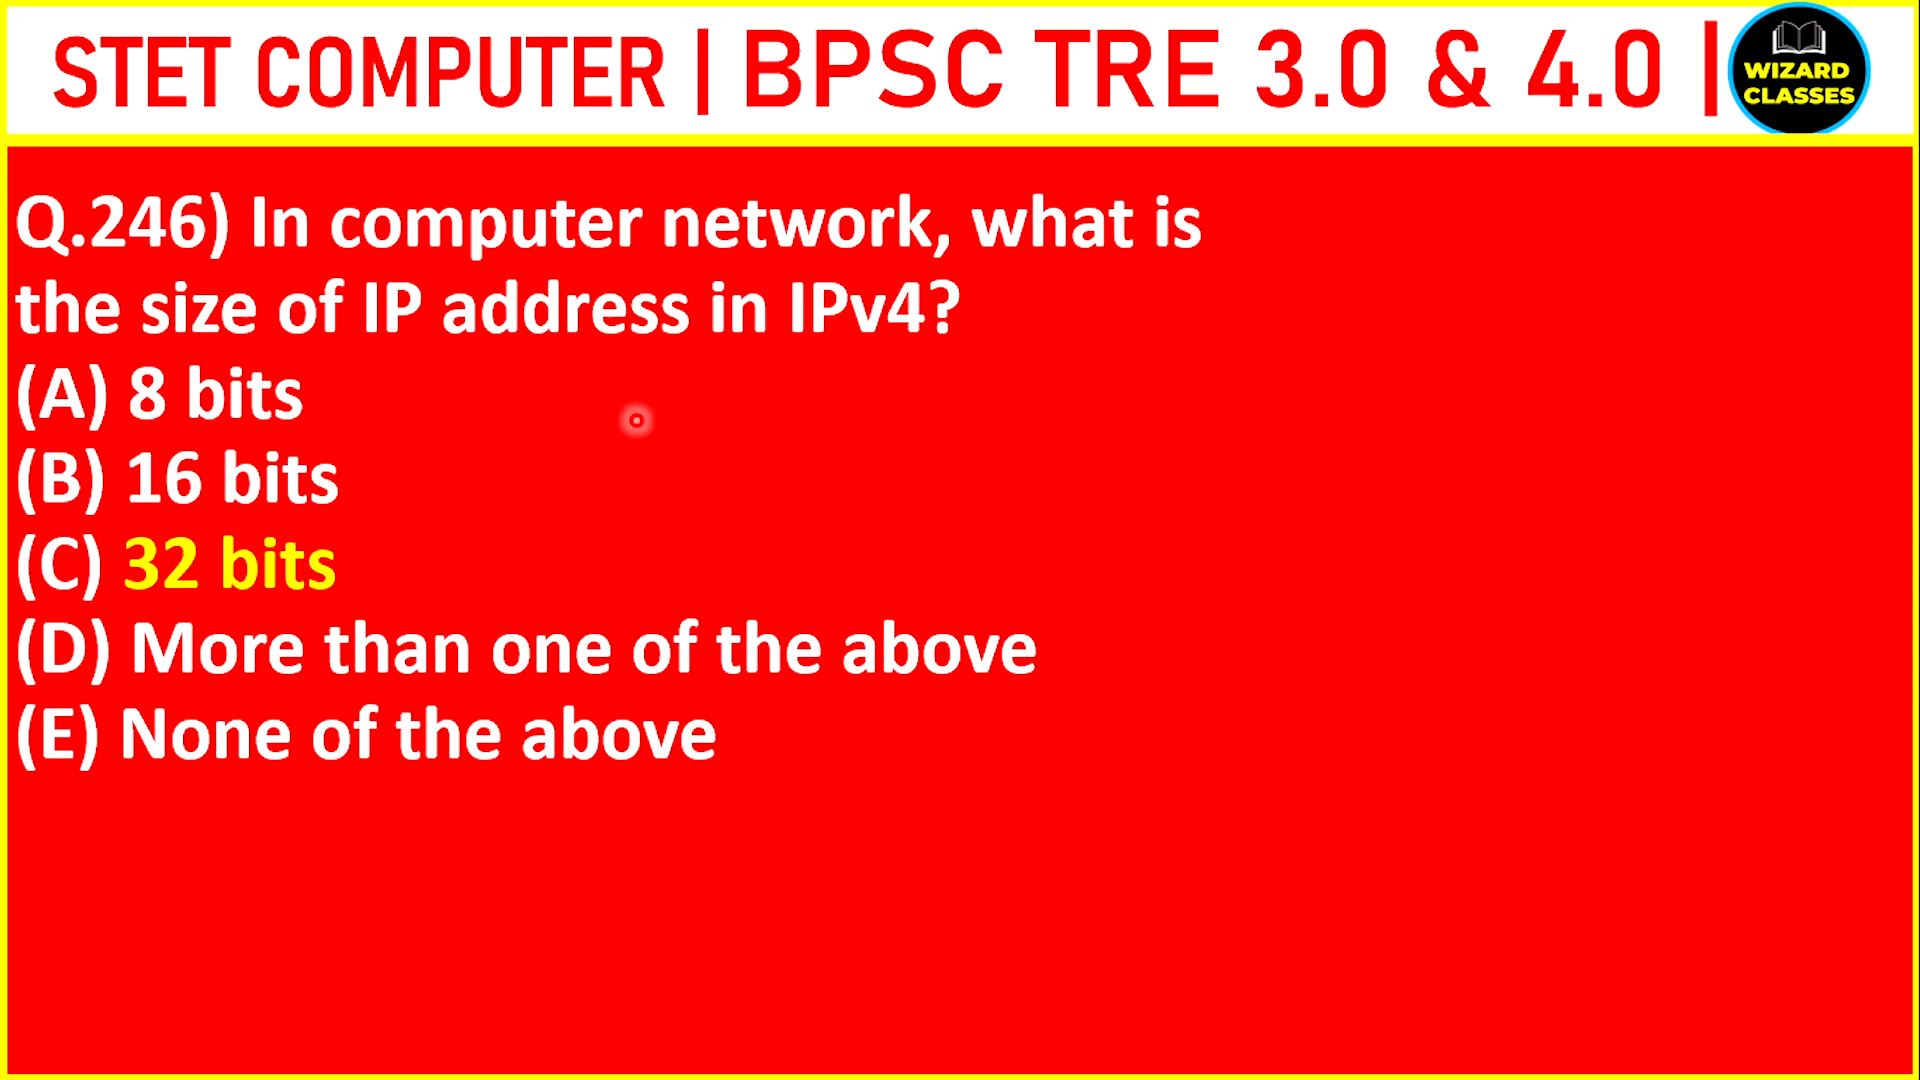 STET COMPUTER | BPSC TRE 3.0 & 4.0 |
WIZARD
CLASSES
Q.246) In computer network, what is
the size of IP address in IPv4?
(A) 8 bits
(B) 16 bits
(C) 32 bits
(D) More than one of the above
(E) None of the above